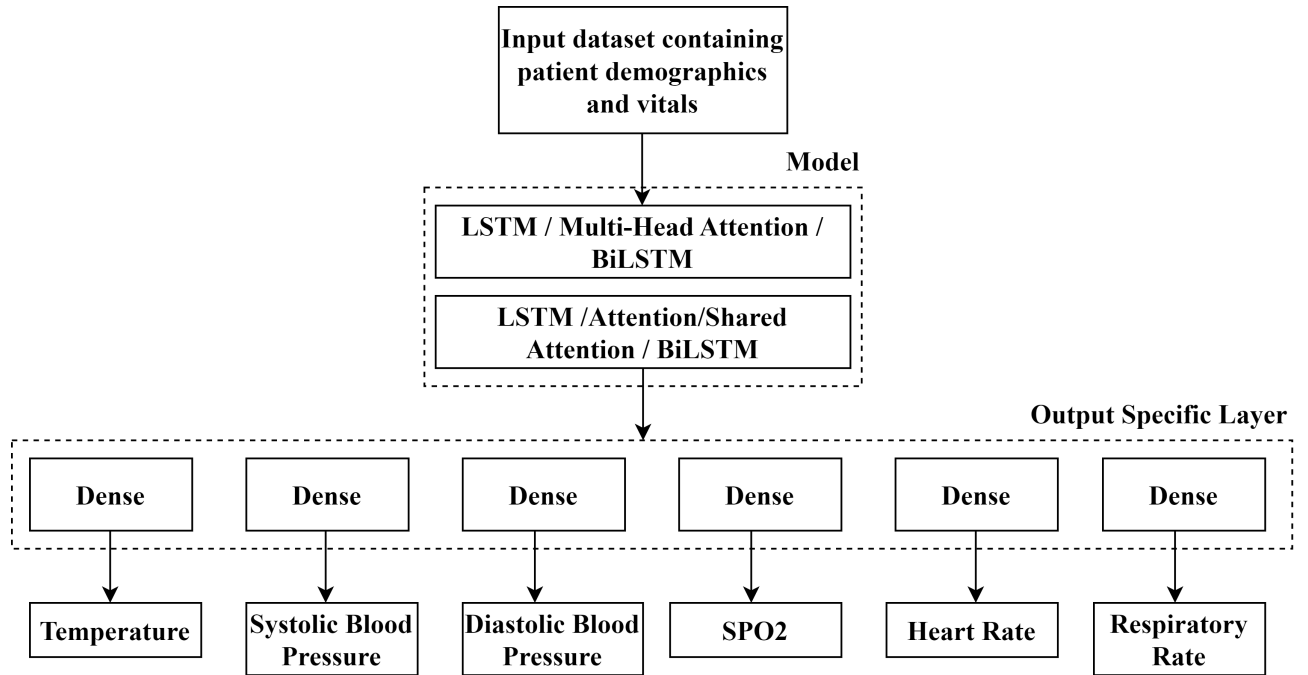 Input dataset containing
patient demographics
and vitals
Model
LSTM / Multi-Head Attention /
BiLSTM
LSTM /Attention/Shared
Attention / BiLSTM
Output Specific Layer
Dense
Dense
Dense
Dense
Dense
Dense
Temperature
Systolic Blood
Pressure
Diastolic Blood
Pressure
SPO2
Heart Rate
Respiratory
Rate